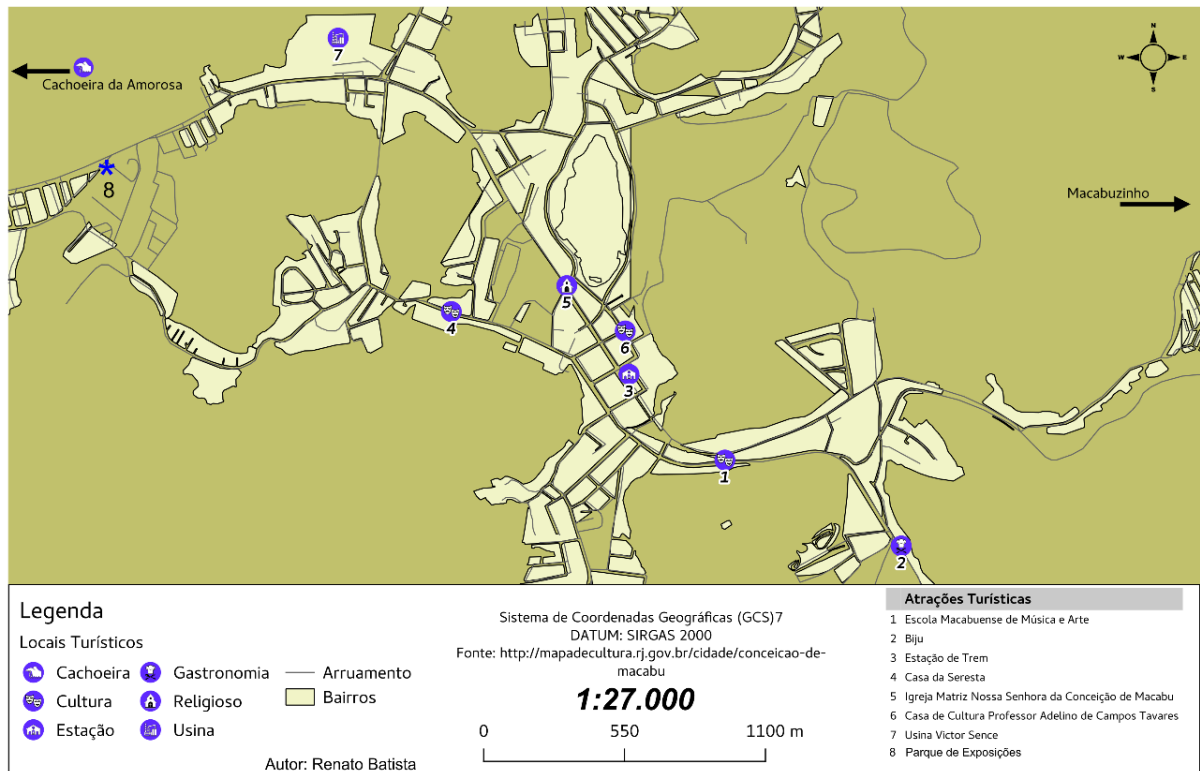 N
W
E
S
7
Cachoeira da Amorosa
8
Macabuzinho
5
4
6
3
1
2
Legenda
Locais Turísticos
Cachoeira
Gastronomia
Arruamento
Cultura
Religioso
Bairros
Estação
Usina
Autor: Renato Batista
Sistema de Coordenadas Geográficas (GCS)7
DATUM: SIRGAS 2000
Fonte: http://mapadecultura.rj.gov.br/cidade/conceicao-de-
macabu
1:27.000
0 550 1100 m
Atrações Turísticas
1 Escola Macabuense de Música e Arte
2 Biju
3 Estação de Trem
4 Casa da Seresta
5 Igreja Matriz Nossa Senhora da Conceição de Macabu
6 Casa de Cultura Professor Adelino de Campos Tavares
7 Usina Victor Sence
8 Parque de Exposições